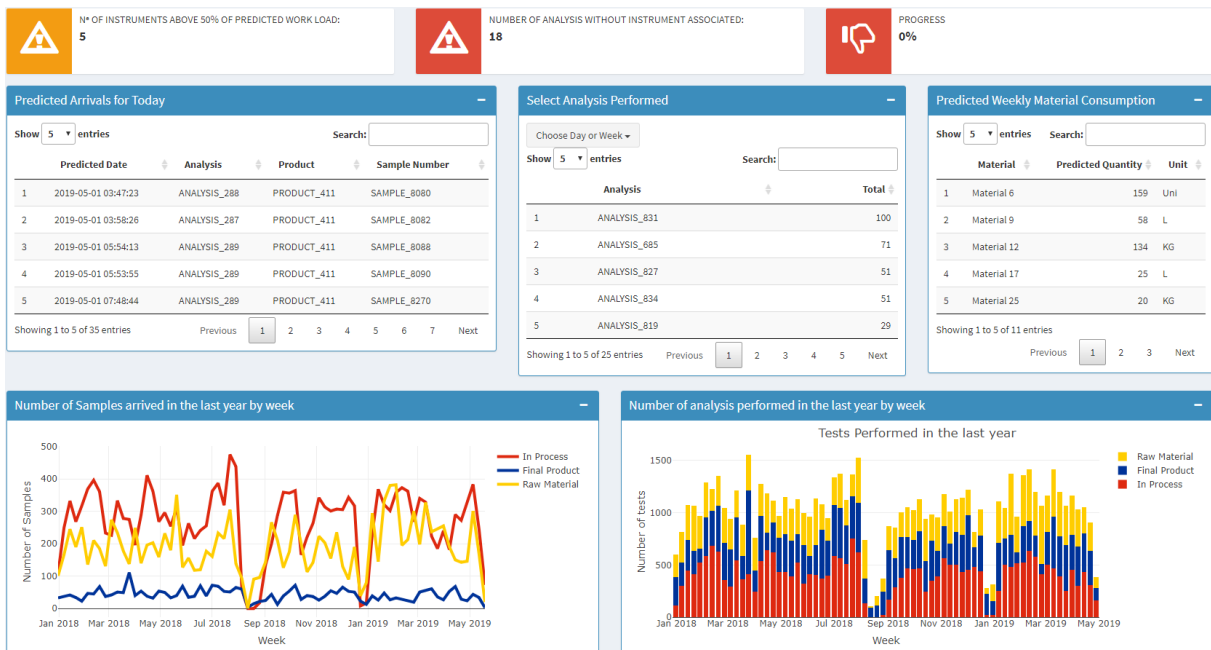 Nº OF INSTRUMENTS ABOVE 50% OF PREDICTED WORK LOAD:
5
NUMBER OF ANALYSIS WITHOUT INSTRUMENT ASSOCIATED:
18
PROGRESS
0%
Predicted Arrivals for Today
Show 5 entries Search:
Predicted Date Analysis Product Sample Number
1 2019-05-01 03:47:23 ANALYSIS_288 PRODUCT_411 SAMPLE_8080
2 2019-05-01 03:58:26 ANALYSIS_287 PRODUCT_411 SAMPLE_8082
3 2019-05-01 05:54:13 ANALYSIS_289 PRODUCT_411 SAMPLE_8088
4 2019-05-01 05:53:55 ANALYSIS_289 PRODUCT_411 SAMPLE_8090
5 2019-05-01 07:48:44 ANALYSIS_289 PRODUCT_411 SAMPLE_8270
Showing 1 to 5 of 35 entries Previous 1 2 3 4 5 6 7 Next
Select Analysis Performed
Choose Day or Week
Show 5 entries Search:
Analysis Total
1 ANALYSIS_831 100
2 ANALYSIS_685 71
3 ANALYSIS_827 51
4 ANALYSIS_834 51
5 ANALYSIS_819 29
Showing 1 to 5 of 25 entries Previous 1 2 3 4 5 Next
Predicted Weekly Material Consumption
Show 5 entries Search:
Material Predicted Quantity Unit
1 Material 6 159 Uni
2 Material 9 58 L
3 Material 12 134 KG
4 Material 17 25 L
5 Material 25 20 KG
Showing 1 to 5 of 11 entries
Previous 1 2 3 Next
Number of Samples arrived in the last year by week
500
400
300
200
100
0
Number of Samples
Jan 2018 Mar 2018 May 2018 Jul 2018 Sep 2018 Nov 2018 Jan 2019 Mar 2019 May 2019
Week
In Process
Final Product
Raw Material
Number of analysis performed in the last year by week
Tests Performed in the last year
1500
1000
500
0
Number of tests
Jan 2018 Mar 2018 May 2018 Jul 2018 Sep 2018 Nov 2018 Jan 2019 Mar 2019 May 2019
Week
Raw Material
Final Product
In Process